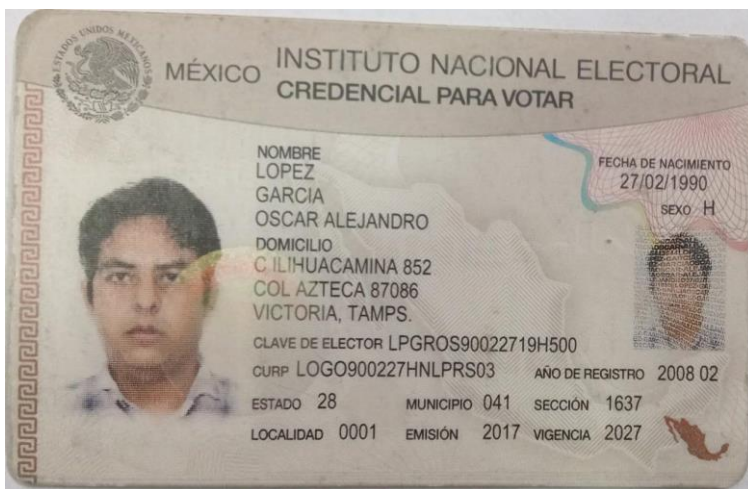 ESTADOS UNIDOS MEXICANOS
MÉXICO INSTITUTO NACIONAL ELECTORAL
CREDENCIAL PARA VOTAR
NOMBRE
LOPEZ
GARCIA
OSCAR ALEJANDRO
FECHA DE NACIMIENTO
27/02/1990
SEXO H
DOMICILIO
C ILIHUACAMINA 852
COL AZTECA 87086
VICTORIA, TAMPS.
CLAVE DE ELECTOR LPGROS90022719H500
CURP LOGO900227HNLPRS03 AÑO DE REGISTRO 2008 02
ESTADO 28 MUNICIPIO 041 SECCIÓN 1637
LOCALIDAD 0001 EMISIÓN 2017 VIGENCIA 2027